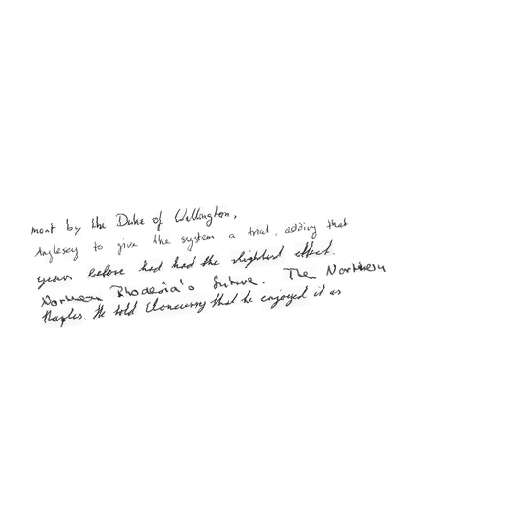 mont by the Duke of Wellington,
Anglesey to give the system a trial, adding that
years before had had the slightest effect.
Northern Rhodesia's future. The Northern
Naples. He told Cloncurry that he enjoyed it as